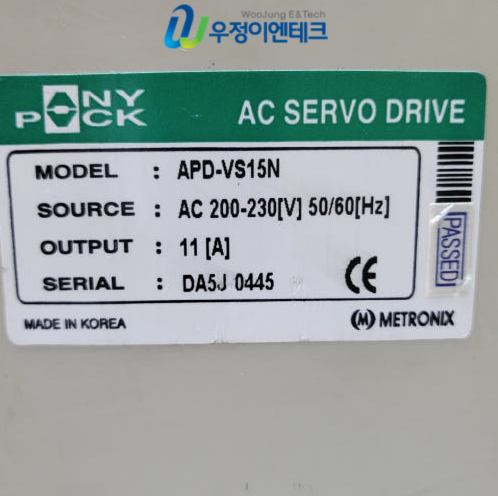 WooJung E&Tech
우정이엔테크
ANY PACK
AC SERVO DRIVE
MODEL : APD-VS15N
SOURCE : AC 200-230[V] 50/60[Hz]
OUTPUT : 11 [A]
SERIAL : DA5J 0445
CE
PASSED
MADE IN KOREA
(M) METRONIX